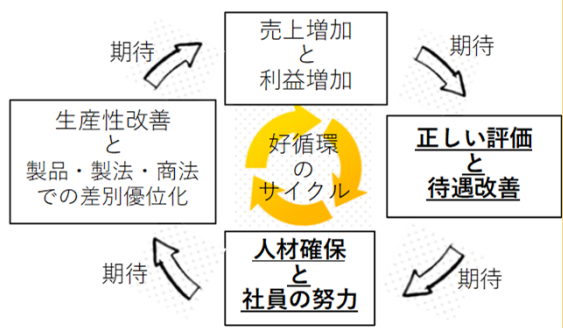 売上増加
と
利益増加
期待
正しい評価
と
待遇改善
期待
人材確保
と
社員の努力
期待
生産性改善
と
製品・製法・商法
での差別優位化
期待
好循環
の
サイクル